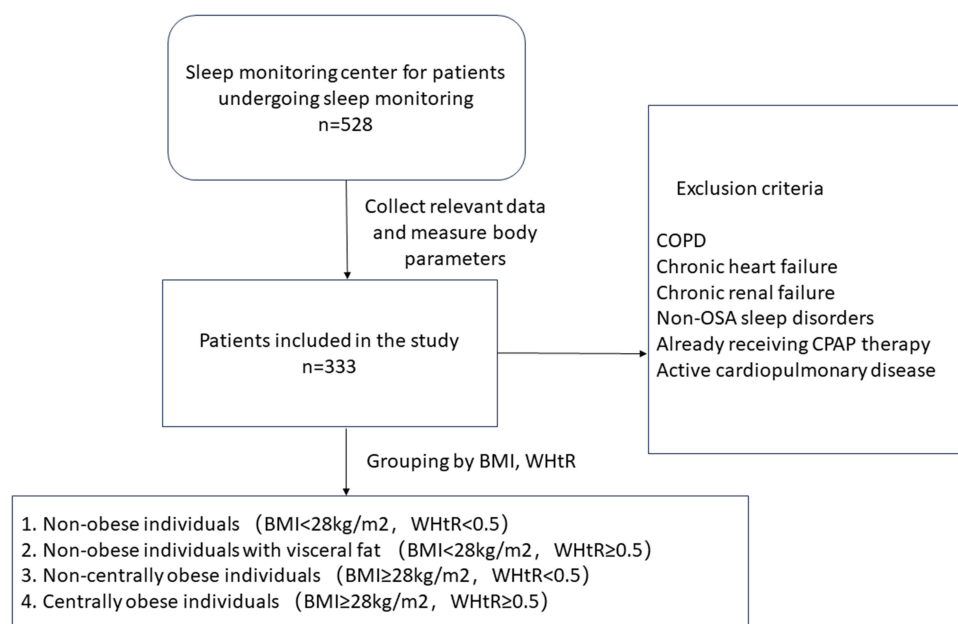 Sleep monitoring center for patients
undergoing sleep monitoring
n=528
Collect relevant data
and measure body
parameters
Patients included in the study
n=333
Exclusion criteria
COPD
Chronic heart failure
Chronic renal failure
Non-OSA sleep disorders
Already receiving CPAP therapy
Active cardiopulmonary disease
Grouping by BMI, WHtR
1. Non-obese individuals（BMI<28kg/m2，WHtR<0.5）
2. Non-obese individuals with visceral fat（BMI<28kg/m2，WHtR≥0.5）
3. Non-centrally obese individuals（BMI≥28kg/m2，WHtR<0.5）
4. Centrally obese individuals（BMI≥28kg/m2，WHtR≥0.5）